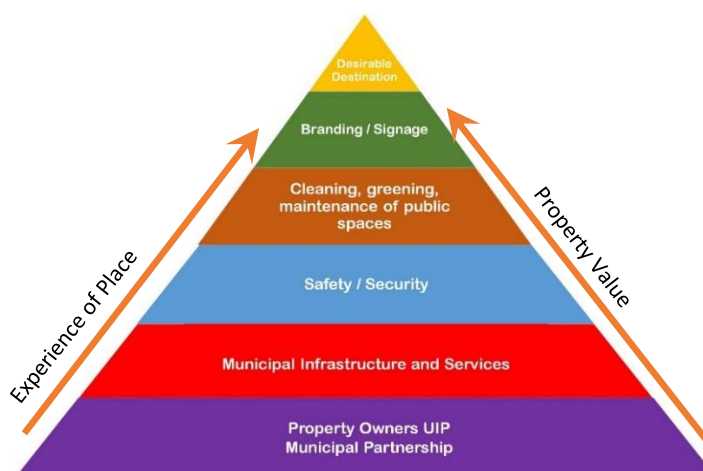 Desirable
Destination
Branding / Signage
Cleaning, greening,
maintenance of public
spaces
Safety / Security
Municipal Infrastructure and Services
Property Owners UIP
Municipal Partnership
Experience of Place
Property Value